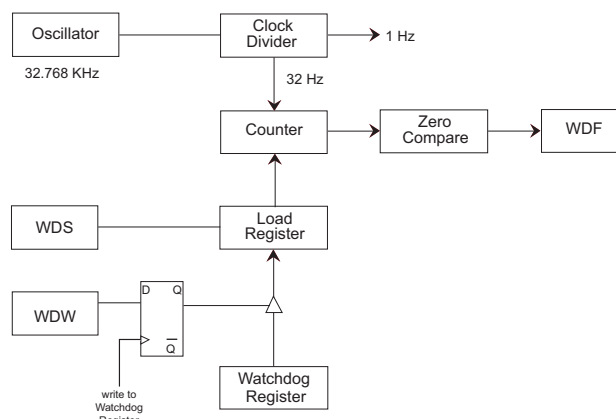 Oscillator
Clock
Divider
1 Hz
32.768 KHz
32 Hz
Counter
Zero
Compare
WDF
WDS
Load
Register
WDW
D
Q
Q
write to
Watchdog
Register
Watchdog
Register